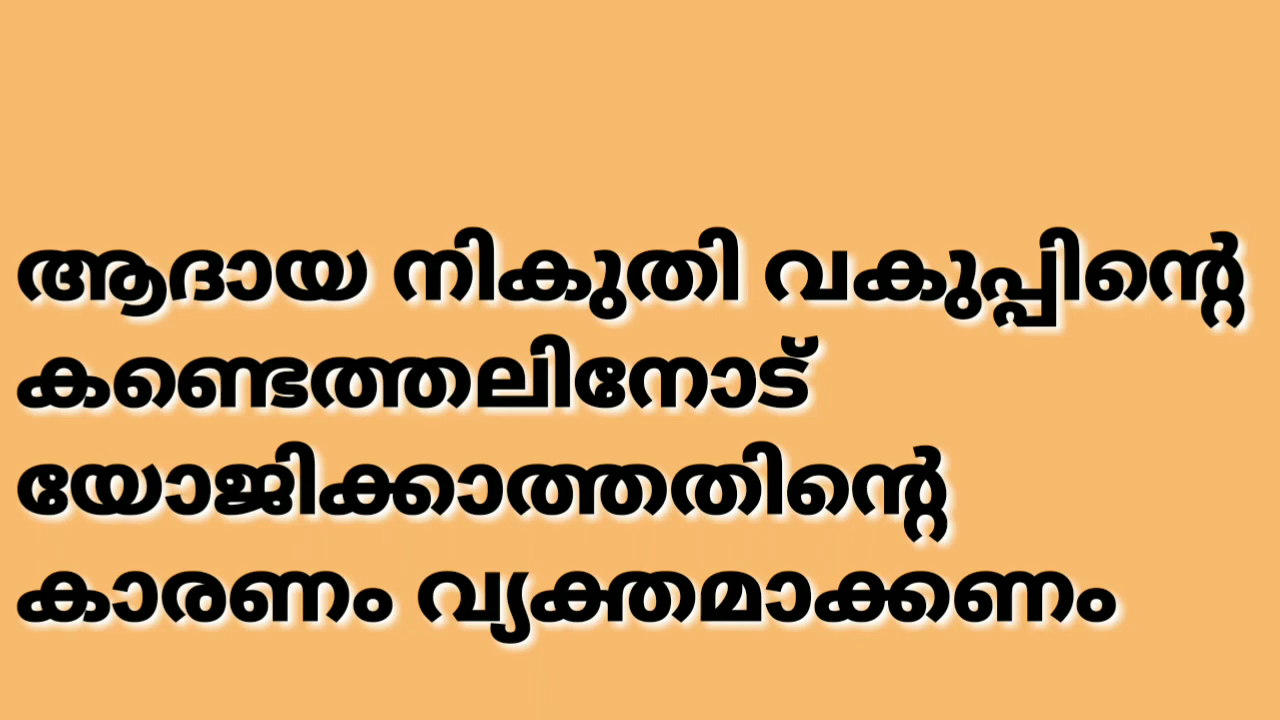 ആദായ നികുതി വകുപ്പിന്റെ
കണ്ടെത്തലിനോട്
യോജിക്കാത്തതിന്റെ
കാരണം വ്യക്തമാക്കണം